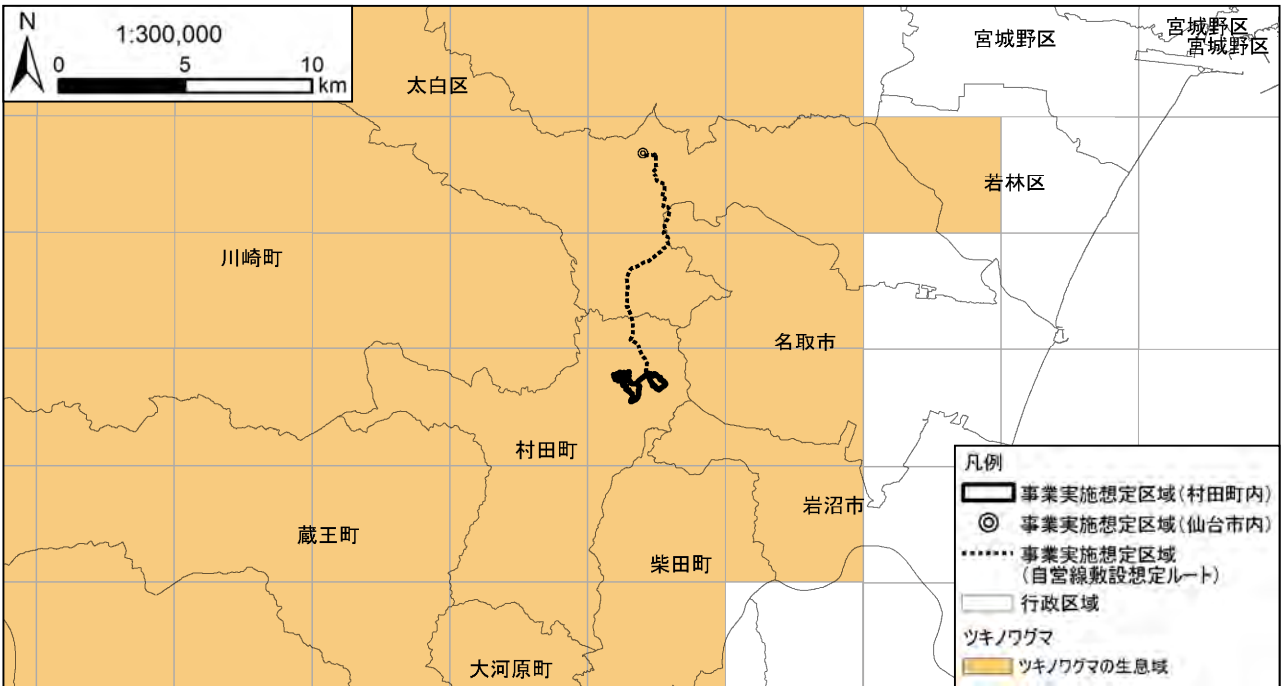 N
1:300,000
0 5 10
km
宮城野区
宮城野区
宮城野区
太白区
若林区
川崎町
名取市
村田町
岩沼市
蔵王町
柴田町
大河原町
凡例
事業実施想定区域(村田町内)
事業実施想定区域(仙台市内)
事業実施想定区域
(自営線敷設想定ルート)
行政区域
ツキノワグマ
ツキノワグマの生息域